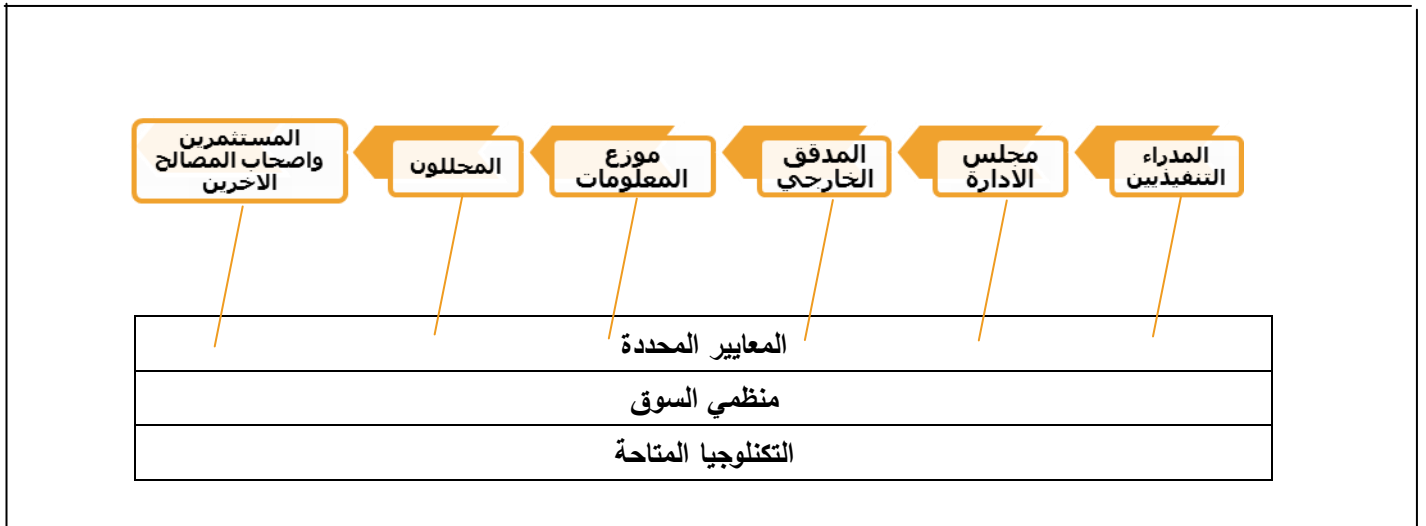 المدراء
التنفيذيين
مجلس
الادارة
المدقق
الخارجي
موزع
المعلومات
المحللون
المستثمرين
واصحاب المصالح
الاخرين
المعايير المحددة
منظمي السوق
التكنلوجيا المتاحة